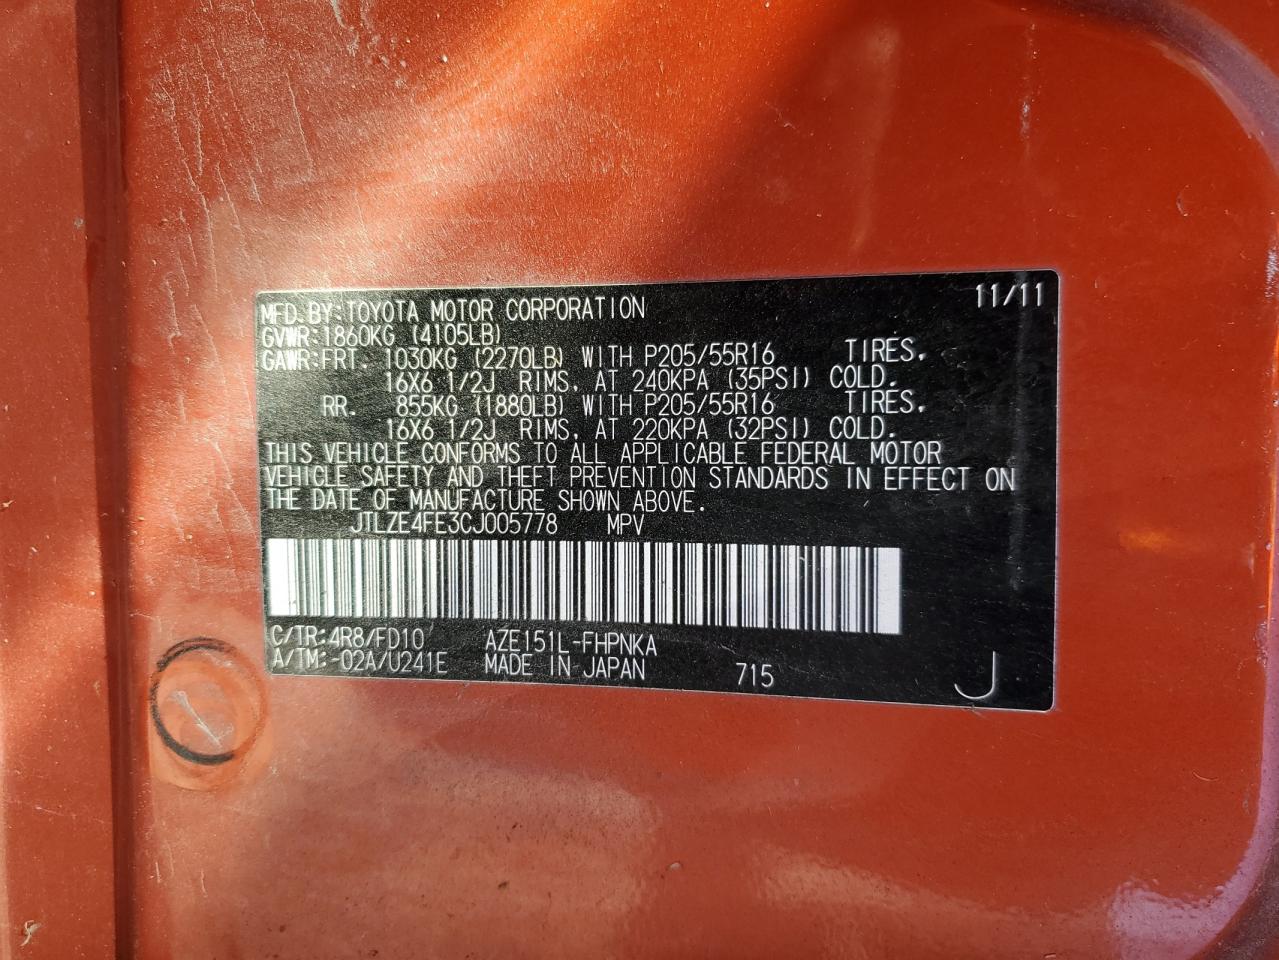 MFD.BY:TOYOTA MOTOR CORPORATION 11/11
GVWR:1860KG (4105LB)
GAWR:FRT. 1030KG (2270LB) WITH P205/55R16 TIRES,
16X6 1/2J RIMS, AT 240KPA (35PSI) COLD.
RR. 855KG (1880LB) WITH P205/55R16 TIRES,
16X6 1/2J RIMS, AT 220KPA (32PSI) COLD.
THIS VEHICLE CONFORMS TO ALL APPLICABLE FEDERAL MOTOR
VEHICLE SAFETY AND THEFT PREVENTION STANDARDS IN EFFECT ON
THE DATE OF MANUFACTURE SHOWN ABOVE.
JTLZE4FE3CJ005778 MPV
C/TR:4R8/FD10 AZE151L-FHPNKA
A/TM:-02A/U241E MADE IN JAPAN 715 J